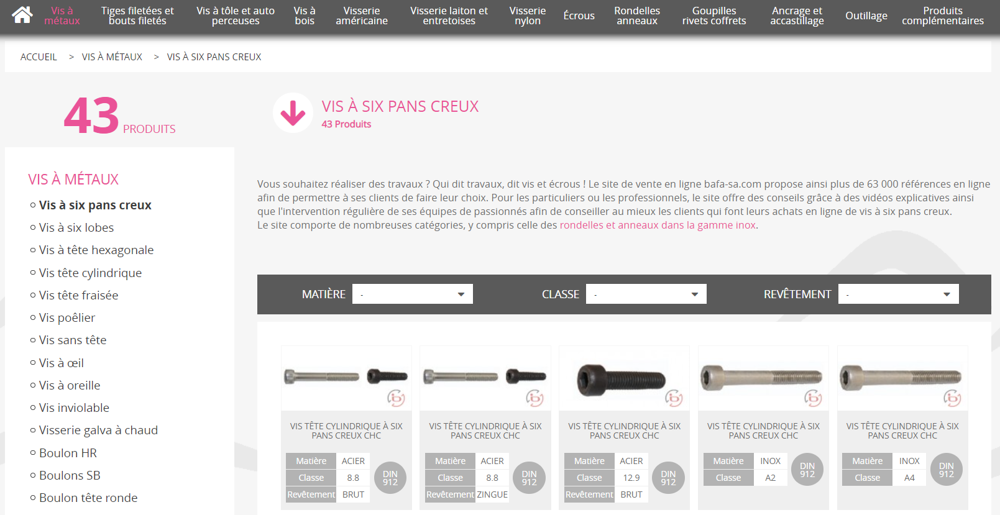 Vis à métaux
Tiges filetées et bouts filetés
Vis à tôle et auto perceuses
Vis à bois
Visserie américaine
Visserie laiton et entretoises
Visserie nylon
Écrous
Rondelles anneaux
Goupilles rivets coffrets
Ancrage et accastillage
Outillage
Produits complémentaires
ACCUEIL > VIS À MÉTAUX > VIS À SIX PANS CREUX
43 PRODUITS
VIS À SIX PANS CREUX
43 Produits
VIS À MÉTAUX
Vis à six pans creux
Vis à six lobes
Vis à tête hexagonale
Vis tête cylindrique
Vis tête fraisée
Vis poêlier
Vis sans tête
Vis à œil
Vis à oreille
Vis inviolable
Visserie galva à chaud
Boulon HR
Boulons SB
Boulon tête ronde
Vous souhaitez réaliser des travaux ? Qui dit travaux, dit vis et écrous ! Le site de vente en ligne bafa-sa.com propose ainsi plus de 63 000 références en ligne
afin de permettre à ses clients de faire leur choix. Pour les particuliers ou les professionnels, le site offre des conseils grâce à des vidéos explicatives ainsi
que l'intervention régulière de ses équipes de passionnés afin de conseiller au mieux les clients qui font leurs achats en ligne de vis à six pans creux.
Le site comporte de nombreuses catégories, y compris celle des rondelles et anneaux dans la gamme inox.
MATIÈRE - CLASSE - REVÊTEMENT -
VIS TÊTE CYLINDRIQUE À SIX
PANS CREUX CHC
Matière ACIER
Classe 8.8
Revêtement BRUT
DIN
912
VIS TÊTE CYLINDRIQUE À SIX
PANS CREUX CHC
Matière ACIER
Classe 8.8
Revêtement ZINGUE
DIN
912
VIS TÊTE CYLINDRIQUE À SIX
PANS CREUX CHC
Matière ACIER
Classe 12.9
Revêtement BRUT
DIN
912
VIS TÊTE CYLINDRIQUE À SIX
PANS CREUX CHC
Matière INOX
Classe A2
DIN
912
VIS TÊTE CYLINDRIQUE À SIX
PANS CREUX CHC
Matière INOX
Classe A4
DIN
912